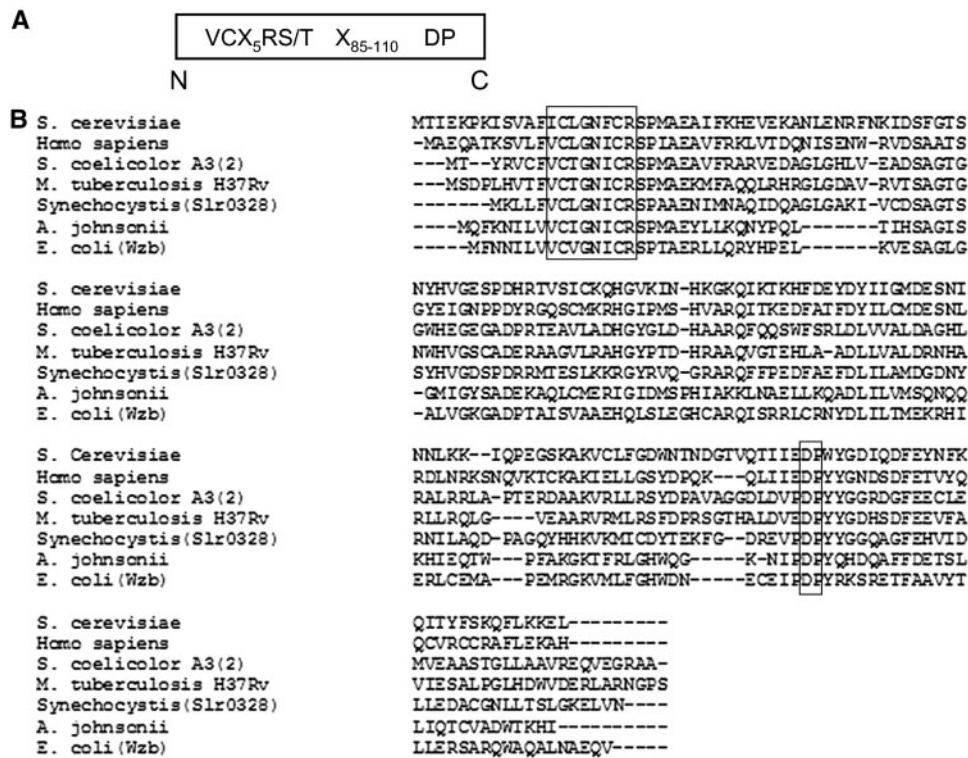 A
VCX5RS/T X85-110 DP
N C
B
S. cerevisiae MTIEKPKISVAFICLGNFCRSPMAEAIFKHEVEKANLENRFNKIDSFGTS
Homo sapiens -MAEQATKSVLFVCLGNICRSPIAEAVFRKLVTDQNISENW-RVDSAATS
S. coelicolor A3(2) ---MT-YRVCFVCLGNICRSPMAEAVFRARVEDAGLGHLV-EADSAGTG
M. tuberculosis H37Rv ---MSDPLHVTFVCTGNICRSPMAEKMFAQQLRHRGLGDAV-RVTSAGTG
Synechocystis(Slr0328) ------MKLLFVCLGNICRSPAAENIMNAQIDQAGLGAKI-VCDSAGTS
A. johnsonii ----MQFKNILVVCIGNICRSPMAEYLLKQNYPQL-------TIHSAGTS
E. coli(Wzb) -----MFNNILVVCVGNICRSPTAERLLQRYHPEL-------KVESAGLG
S. cerevisiae NYHVGESPDHRTVSICKQHGVKIN-HKGKQIKTKHFDEYDYIIGMDESNI
Homo sapiens GYEIGNPPDYRGQSCMKRHGIPMS-HVARQITKEDFATFDYILCMDESNL
S. coelicolor A3(2) GWHEGEGADPRTEAVLADHGYGLD-HAARQFQQSWFSRLDLVVALDAGHL
M. tuberculosis H37Rv NWHVGSCADERAAGVLRAHGYPTD-HRAAQVGTEHLA-ADLLVALDRNHA
Synechocystis(Slr0328) SYHVGDSPDRRMTESLKKRGYRVQ-GRARQFFPEDFAEFDLILAMDGDNY
A. johnsonii -GMIGYSADEKAQLCMERIGIDMSPHIAKKLNAELLKQADLILVMSQNQQ
E. coli(Wzb) -ALVGKGADPTAISVAAEHQLSLEGHCARQISRRLCRNYDLILTMEKRHI
S. Cerevisiae NNLKK--IQPEGSKAKVCLFGDWNTNDGTVQTIIEDPWYGDIQDFEYNFK
Homo sapiens RDLNRKSNQVKTCKAKIELLGSYDPQK---QLIIEDPYYGNDSDFETVYQ
S. coelicolor A3(2) RALRRLA-PTERDAAKVRLLRSYDPAVAGGDLDVPDPYYGGRDGFEECLE
M. tuberculosis H37Rv RLLRQLG----VEAARVRMLRSFDPRSGTHALDVEDPYYGDHSDFEEVFA
Synechocystis(Slr0328) RNILAQD-PAGQYHHKVKMICDYTEKFG-DREVPDPYYGGQAGFEHVID
A. johnsonii KHIEQTW---PFAKGKTFRLGHWQG-----K-NIPDPYQHDQAFFDETSL
E. coli(Wzb) ERLCEMA---PEMRGKVMLFGHWDN-----ECEIPDPYRKSRETFAAVYT
S. cerevisiae QITYFSKQFLKKEL---------
Homo sapiens QCVRCCRAFLEKAH---------
S. coelicolor A3(2) MVEAASTGLLAAVREQVEGRAA-
M. tuberculosis H37Rv VIESALPGLHDWVDERLARNGPS
Synechocystis(Slr0328) LLEDACGNLLTSLGKELVN----
A. johnsonii LIQTCVADWTKHI----------
E. coli(Wzb) LLERSARQWAQALNAEQV-----